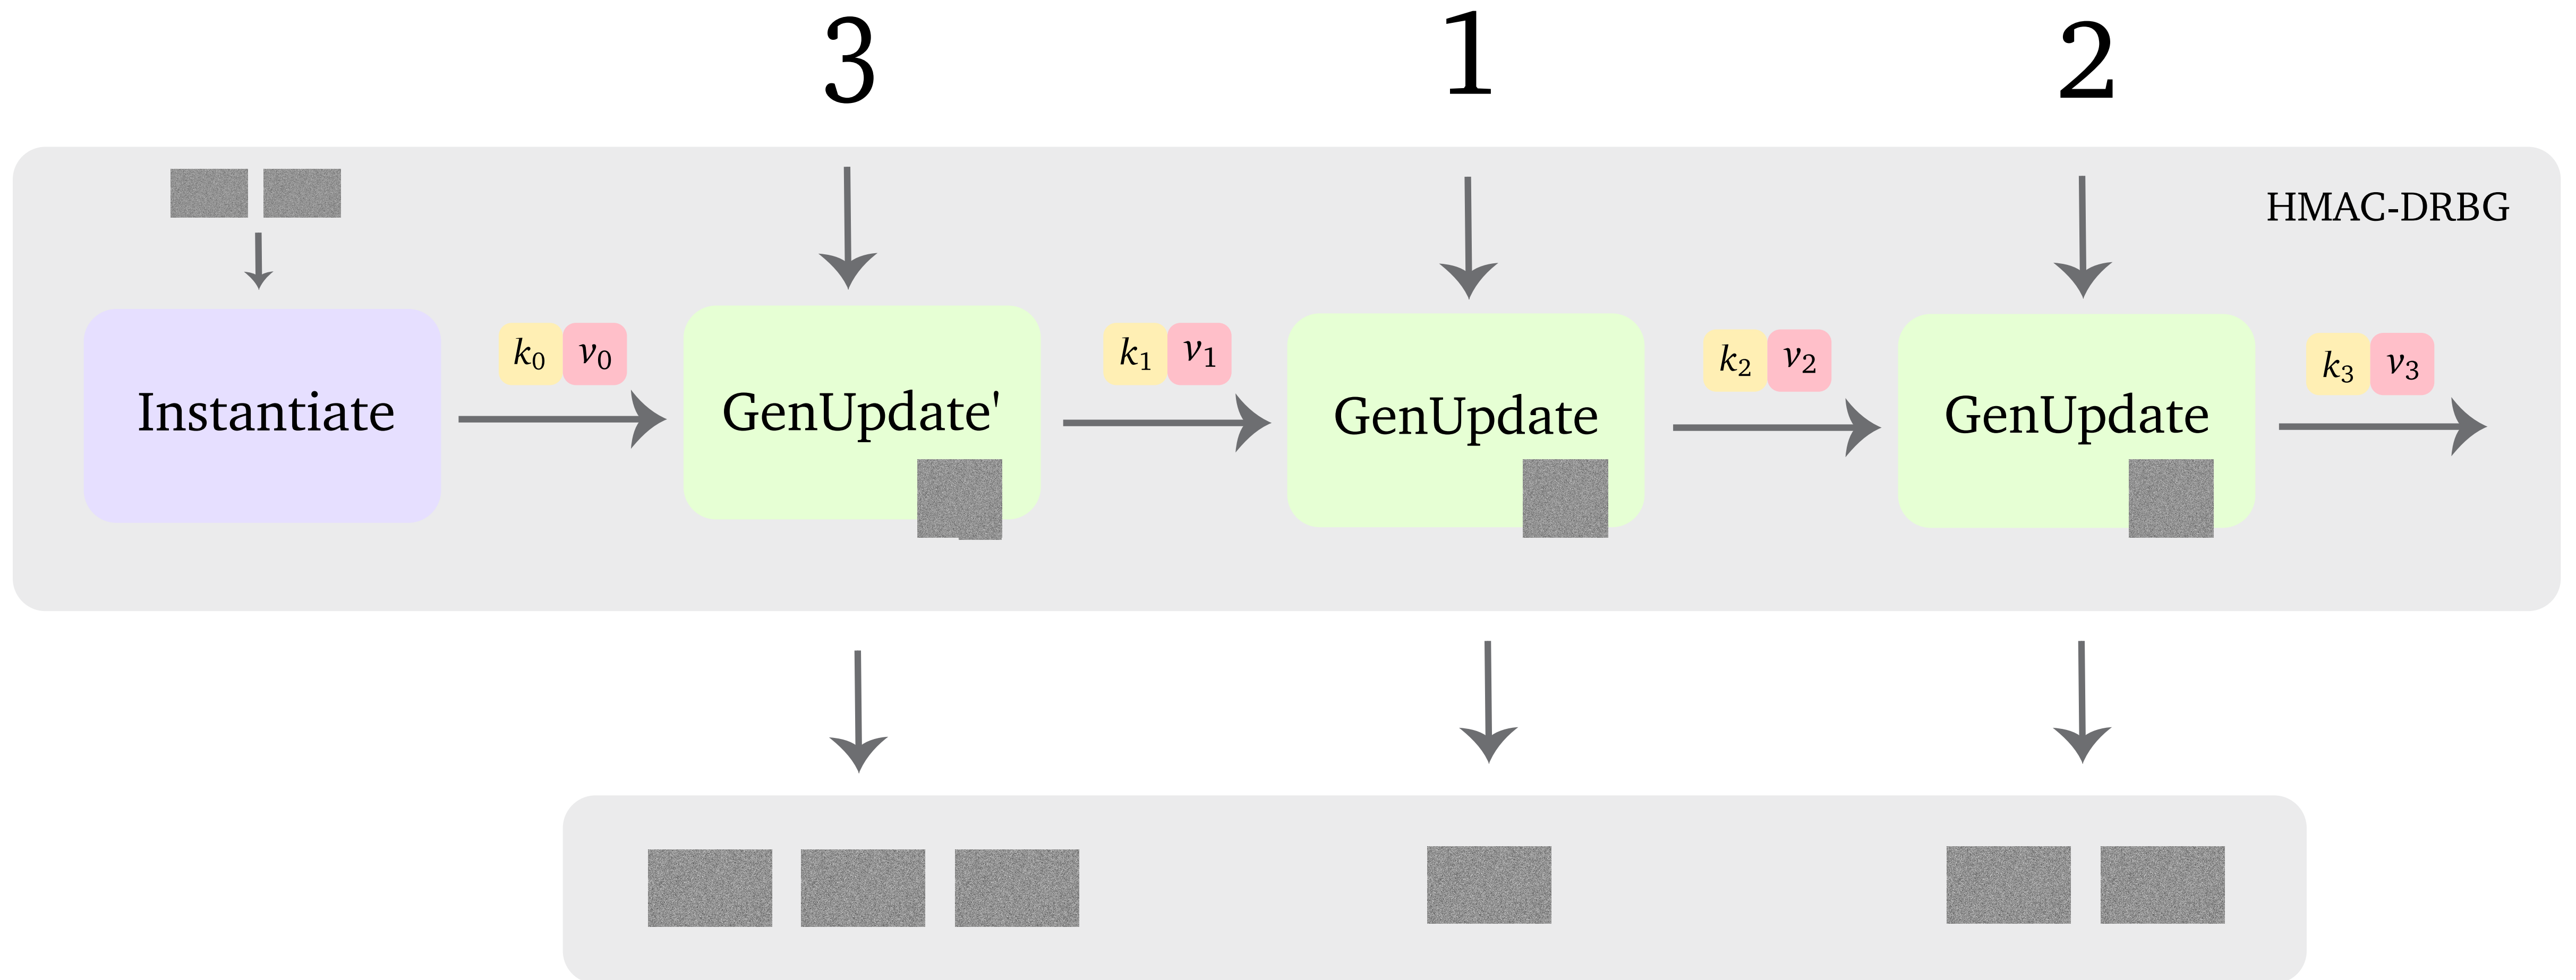 3 1 2
HMAC-DRBG
k₀ v₀ k₁ v₁ k₂ v₂ k₃ v₃
Instantiate GenUpdate' GenUpdate GenUpdate